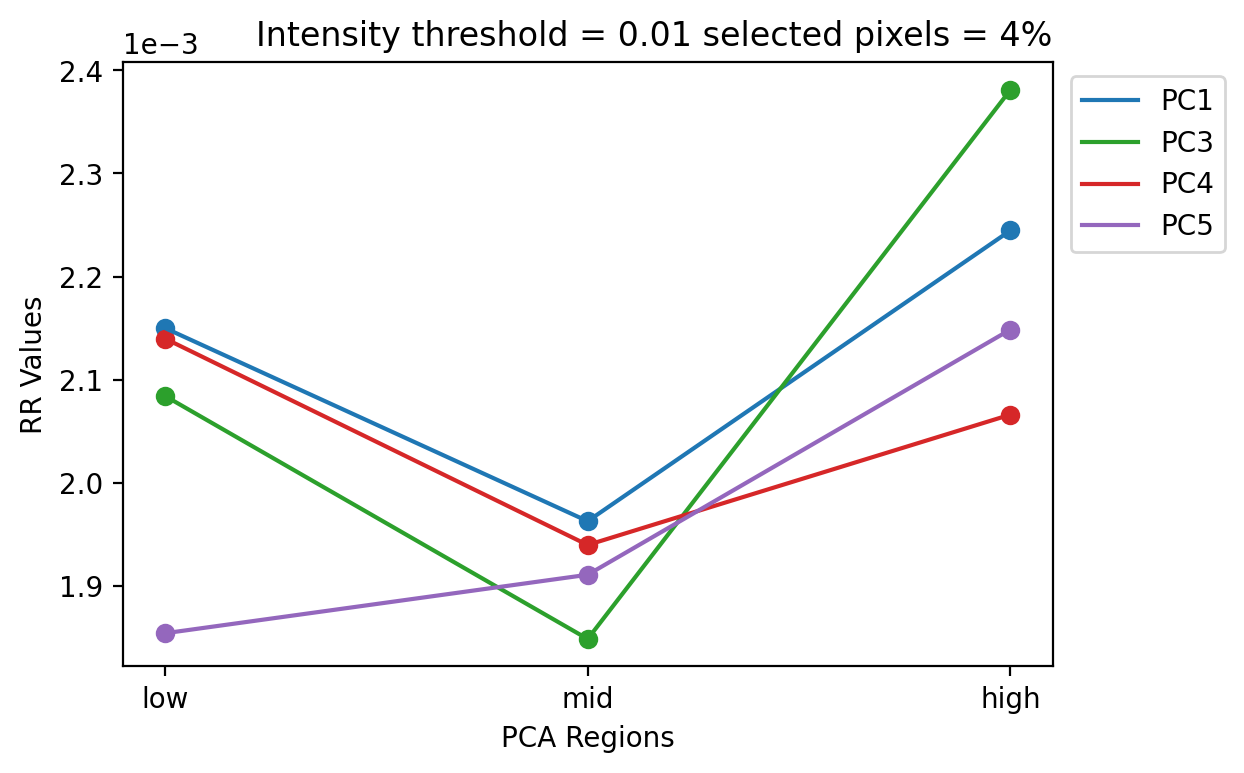 Intensity threshold = 0.01 selected pixels = 4%
1e−3
2.4
2.3
2.2
2.1
2.0
1.9
RR Values
low
mid
high
PCA Regions
PC1
PC3
PC4
PC5